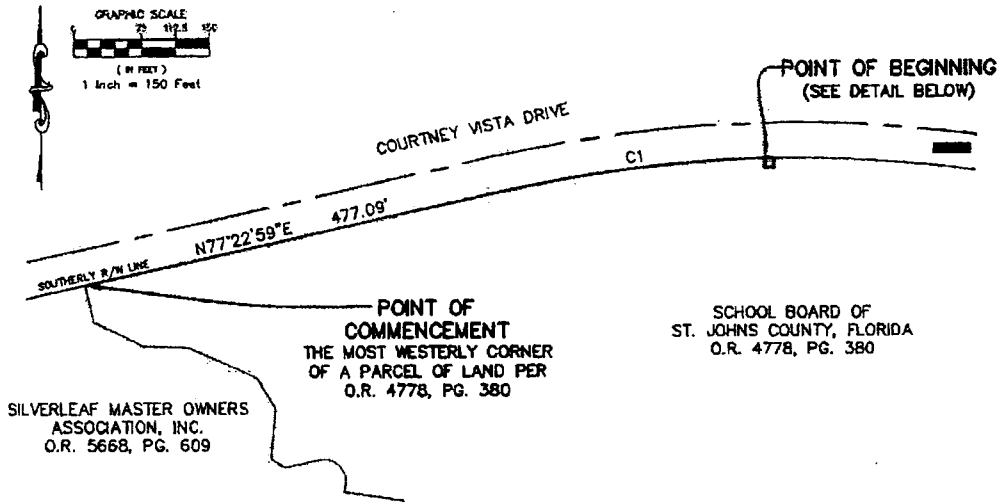 GRAPHIC SCALE
0 75 112.5 150
( IN FEET )
1 Inch = 150 Feet
POINT OF BEGINNING
(SEE DETAIL BELOW)
COURTNEY VISTA DRIVE
C1
N77°22'59"E 477.09'
SOUTHERLY R/W LINE
POINT OF
COMMENCEMENT
THE MOST WESTERLY CORNER
OF A PARCEL OF LAND PER
O.R. 4778, PG. 380
SCHOOL BOARD OF
ST. JOHNS COUNTY, FLORIDA
O.R. 4778, PG. 380
SILVERLEAF MASTER OWNERS
ASSOCIATION, INC.
O.R. 5668, PG. 609